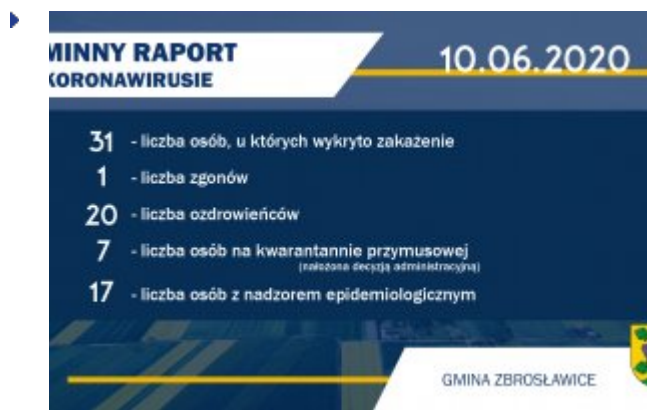 MINNY RAPORT
KORONAWIRUSIE
10.06.2020
31 - liczba osób, u których wykryto zakażenie
1 - liczba zgonów
20 - liczba ozdrowieńców
7 - liczba osób na kwarantannie przymusowej
(nałożona decyzją administracyjną)
17 - liczba osób z nadzorem epidemiologicznym
GMINA ZBROSŁAWICE